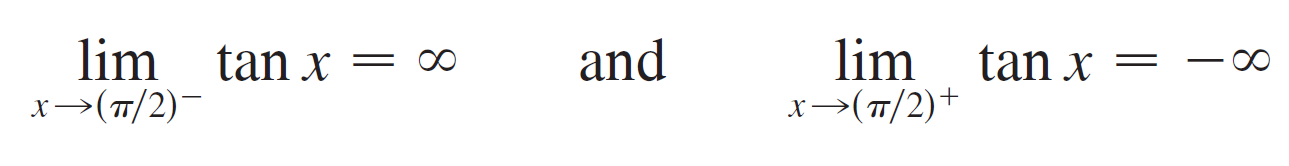 lim x→(π/2)⁻ tan x = ∞ and lim x→(π/2)⁺ tan x = −∞